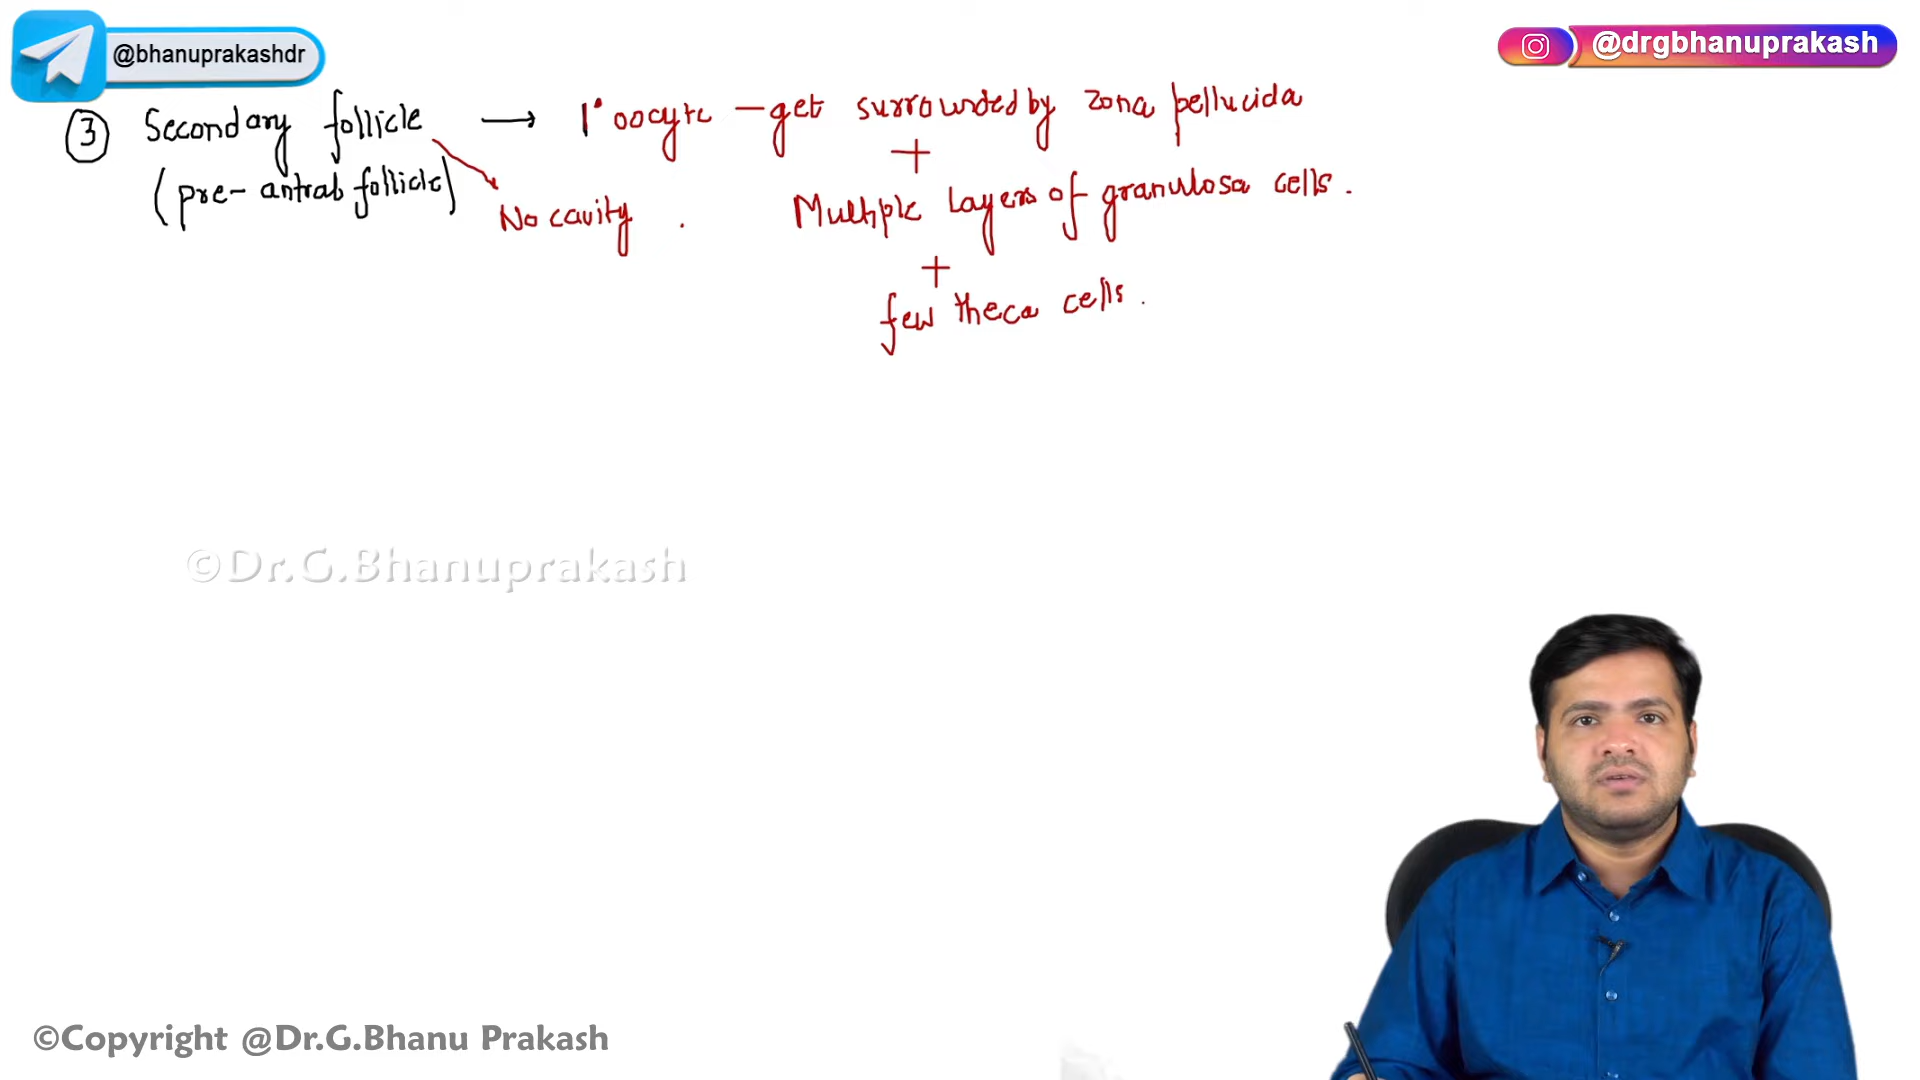 @bhanuprakashdr
@drgbhanuprakash
③ Secondary follicle → 1° oocyte - get surrounded by zona pellucida
+
(pre-antral follicle)
No cavity . Multiple layers of granulosa cells.
+
few theca cells.
©Dr.G.Bhanuprakash
©Copyright @Dr.G.Bhanu Prakash